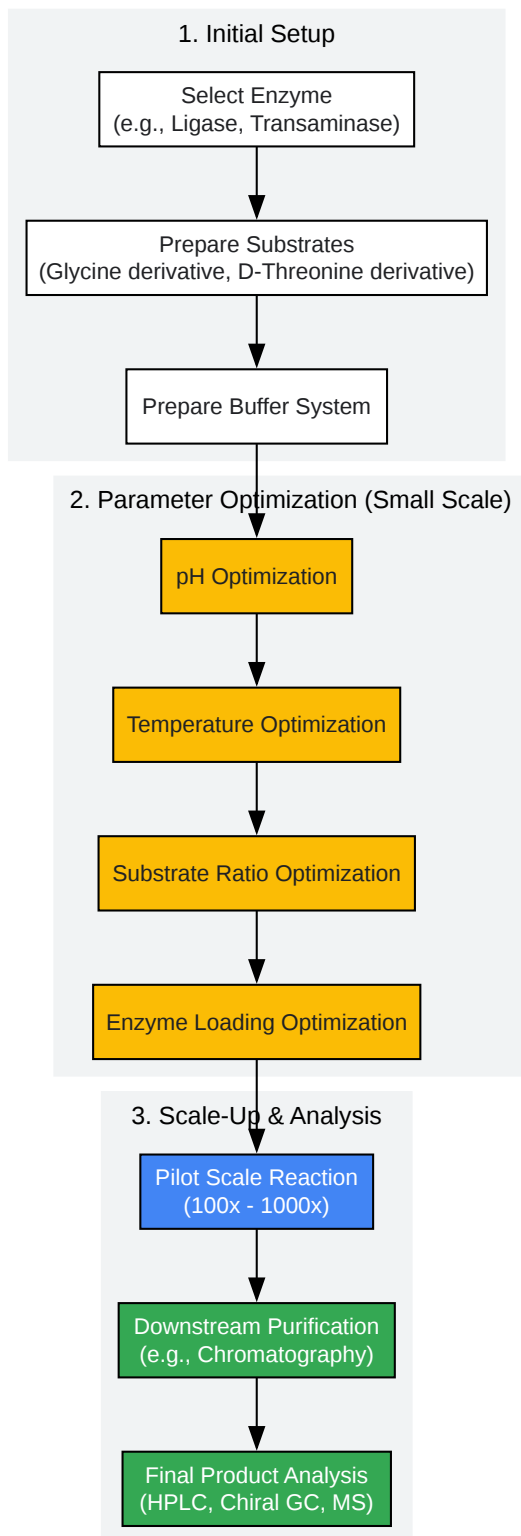 1. Initial Setup
Select Enzyme
(e.g., Ligase, Transaminase)
Prepare Substrates
(Glycine derivative, D-Threonine derivative)
Prepare Buffer System
2. Parameter Optimization (Small Scale)
pH Optimization
Temperature Optimization
Substrate Ratio Optimization
Enzyme Loading Optimization
3. Scale-Up & Analysis
Pilot Scale Reaction
(100x - 1000x)
Downstream Purification
(e.g., Chromatography)
Final Product Analysis
(HPLC, Chiral GC, MS)